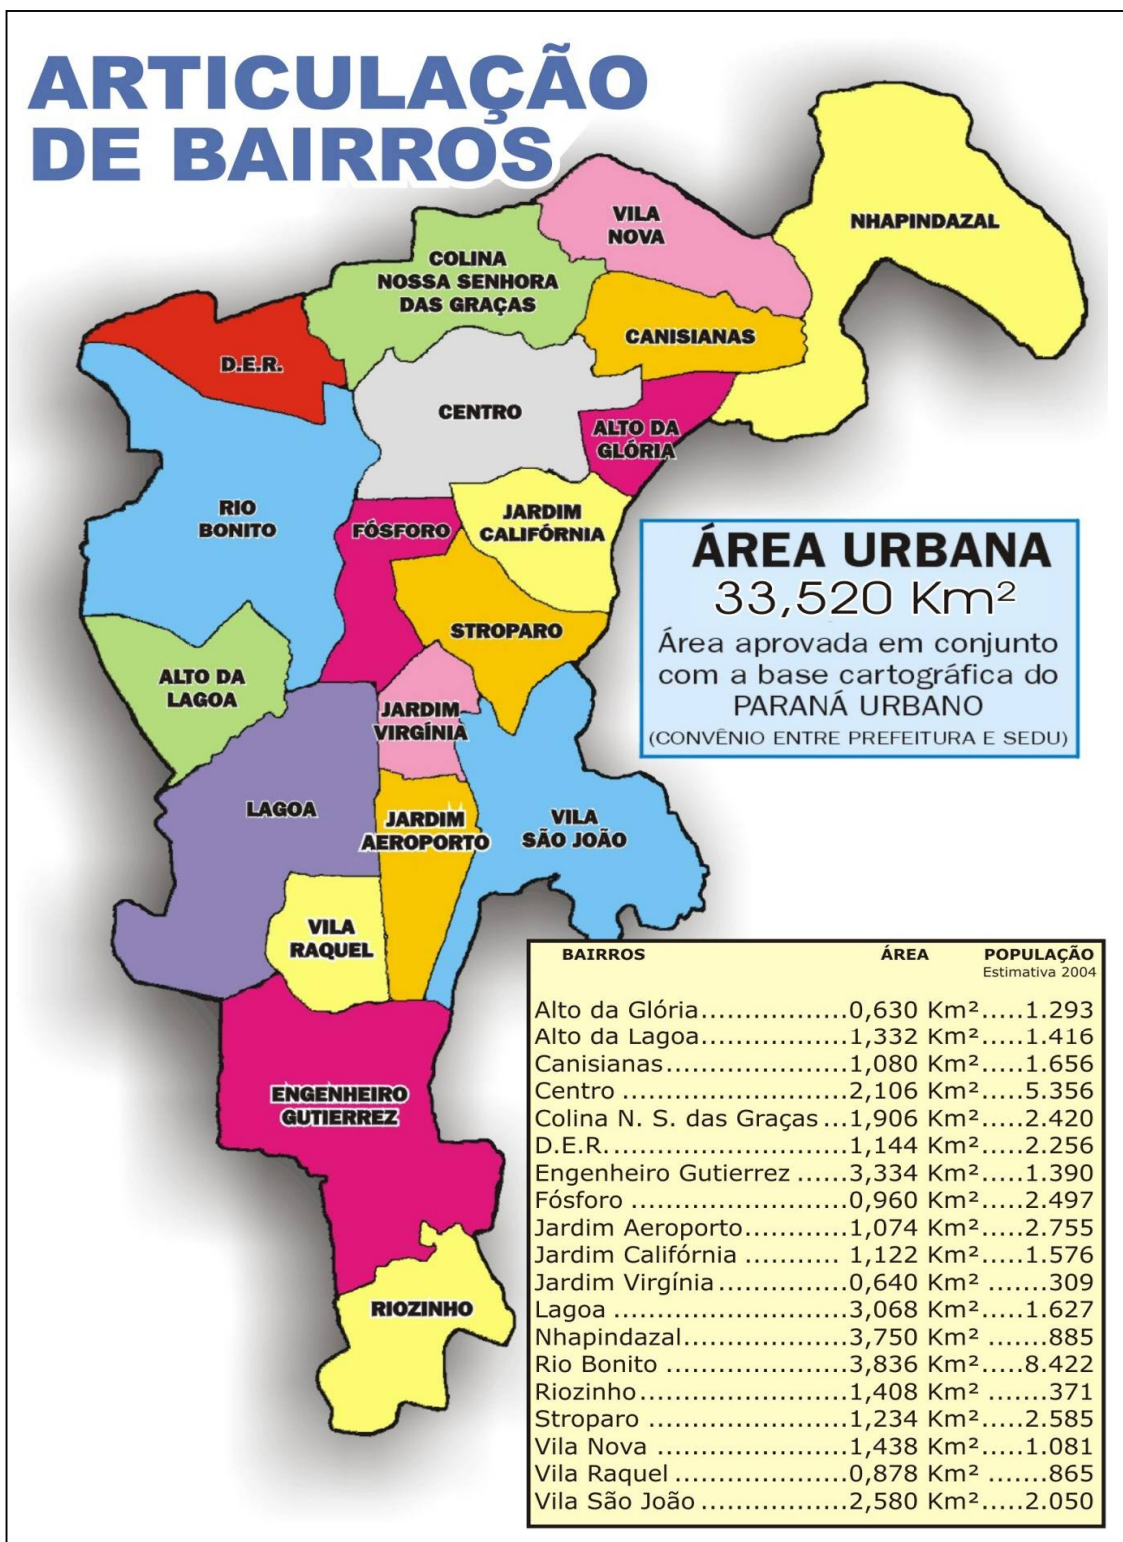 ARTICULAÇÃO
DE BAIRROS
VILA
NOVA
NHAPINDAZAL
COLINA
NOSSA SENHORA
DAS GRAÇAS
CANISIANAS
D.E.R.
CENTRO
ALTO DA
GLÓRIA
RIO
BONITO
FÓSFORO
JARDIM
CALIFÓRNIA
ÁREA URBANA
33,520 Km²
Área aprovada em conjunto
com a base cartográfica do
PARANÁ URBANO
(CONVÊNIO ENTRE PREFEITURA E SEDU)
STROPARO
ALTO DA
LAGOA
JARDIM
VIRGÍNIA
LAGOA
JARDIM
AEROPORTO
VILA
SÃO JOÃO
VILA
RAQUEL
ENGENHEIRO
GUTIERREZ
RIOZINHO
BAIRROS ÁREA POPULAÇÃO
Estimativa 2004
Alto da Glória.................0,630 Km².....1.293
Alto da Lagoa.................1,332 Km².....1.416
Canisianas.....................1,080 Km².....1.656
Centro ..........................2,106 Km².....5.356
Colina N. S. das Graças ...1,906 Km².....2.420
D.E.R. ...........................1,144 Km².....2.256
Engenheiro Gutierrez ......3,334 Km².....1.390
Fósforo .........................0,960 Km².....2.497
Jardim Aeroporto............1,074 Km².....2.755
Jardim Califórnia ........... 1,122 Km².....1.576
Jardim Virgínia...............0,640 Km² ......309
Lagoa ...........................3,068 Km².....1.627
Nhapindazal...................3,750 Km² .......885
Rio Bonito .....................3,836 Km².....8.422
Riozinho........................1,408 Km² .......371
Stroparo .......................1,234 Km².....2.585
Vila Nova ......................1,438 Km².....1.081
Vila Raquel ....................0,878 Km² .......865
Vila São João .................2,580 Km².....2.050